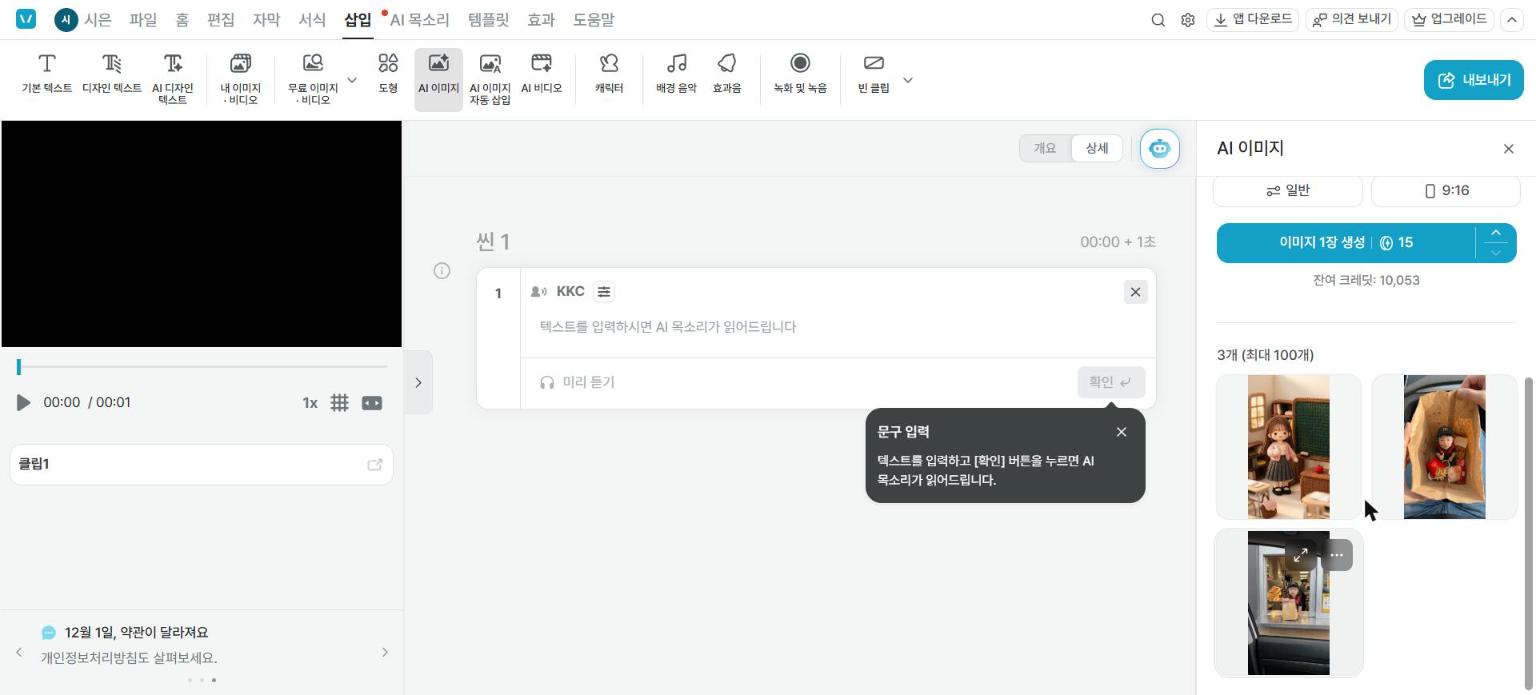 시 시은 파일 홈 편집 자막 서식 삽입 AI 목소리 템플릿 효과 도움말 앱 다운로드 의견 보내기 업그레이드
기본 텍스트 디자인 텍스트 AI 디자인 텍스트 내 이미지·비디오 무료 이미지·비디오 도형 AI 이미지 AI 이미지 자동 삽입 AI 비디오 캐릭터 배경 음악 효과음 녹화 및 녹음 빈 클립
내보내기
개요 상세
AI 이미지
일반 9:16
씬 1 00:00 + 1초
이미지 1장 생성 15
잔여 크레딧: 10,053
1 KKC
텍스트를 입력하시면 AI 목소리가 읽어드립니다
미리 듣기 확인
3개 (최대 100개)
00:00 / 00:01 1x
문구 입력
텍스트를 입력하고 [확인] 버튼을 누르면 AI
목소리가 읽어드립니다.
클립1
12월 1일, 약관이 달라져요
개인정보처리방침도 살펴보세요.